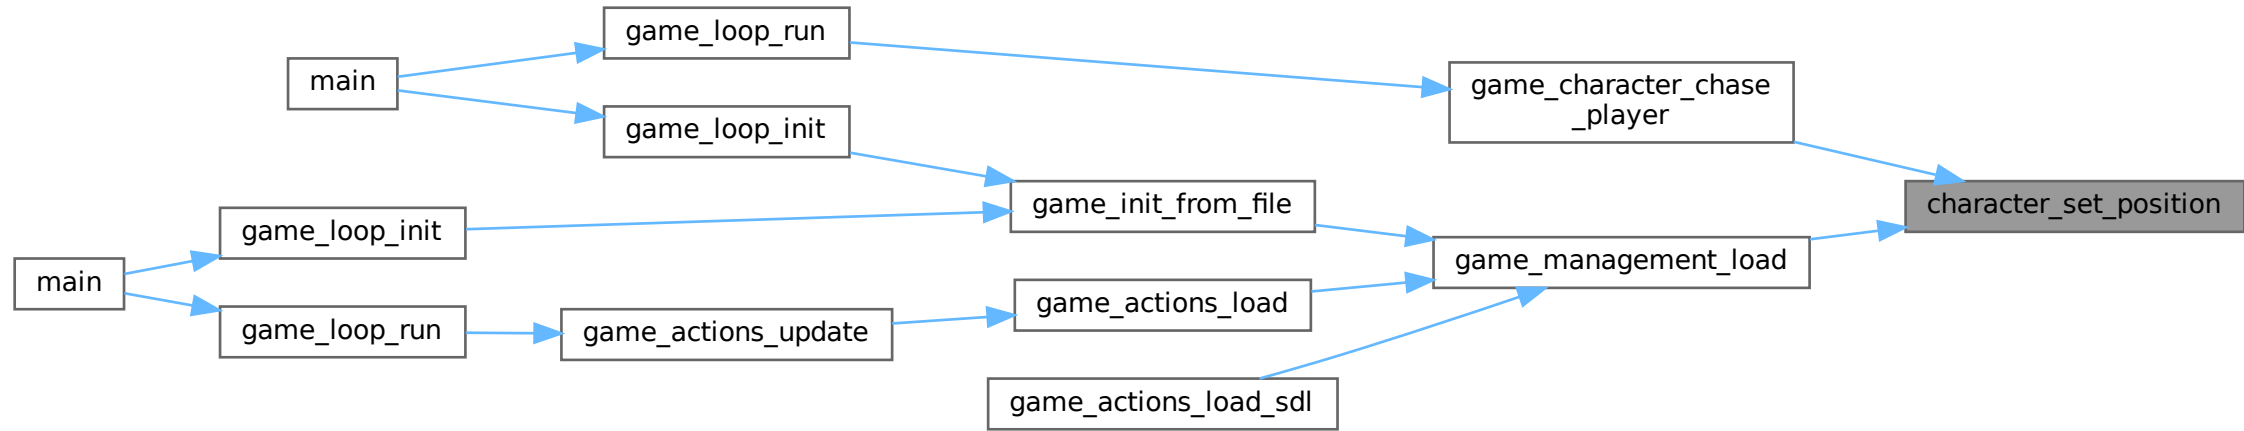 game_loop_run
main
game_character_chase
_player
game_loop_init
game_init_from_file
character_set_position
game_loop_init
game_management_load
main
game_actions_load
game_loop_run
game_actions_update
game_actions_load_sdl